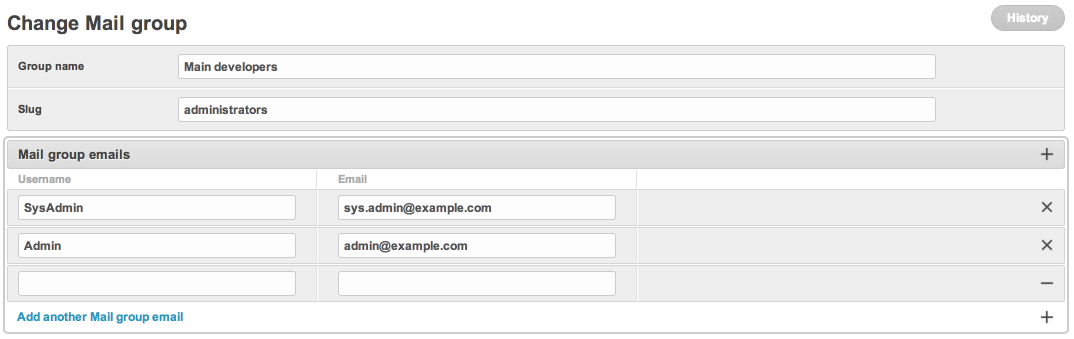 Change Mail group
History
Group name
Main developers
Slug
administrators
Mail group emails
Username
Email
SysAdmin
sys.admin@example.com
Admin
admin@example.com
Add another Mail group email